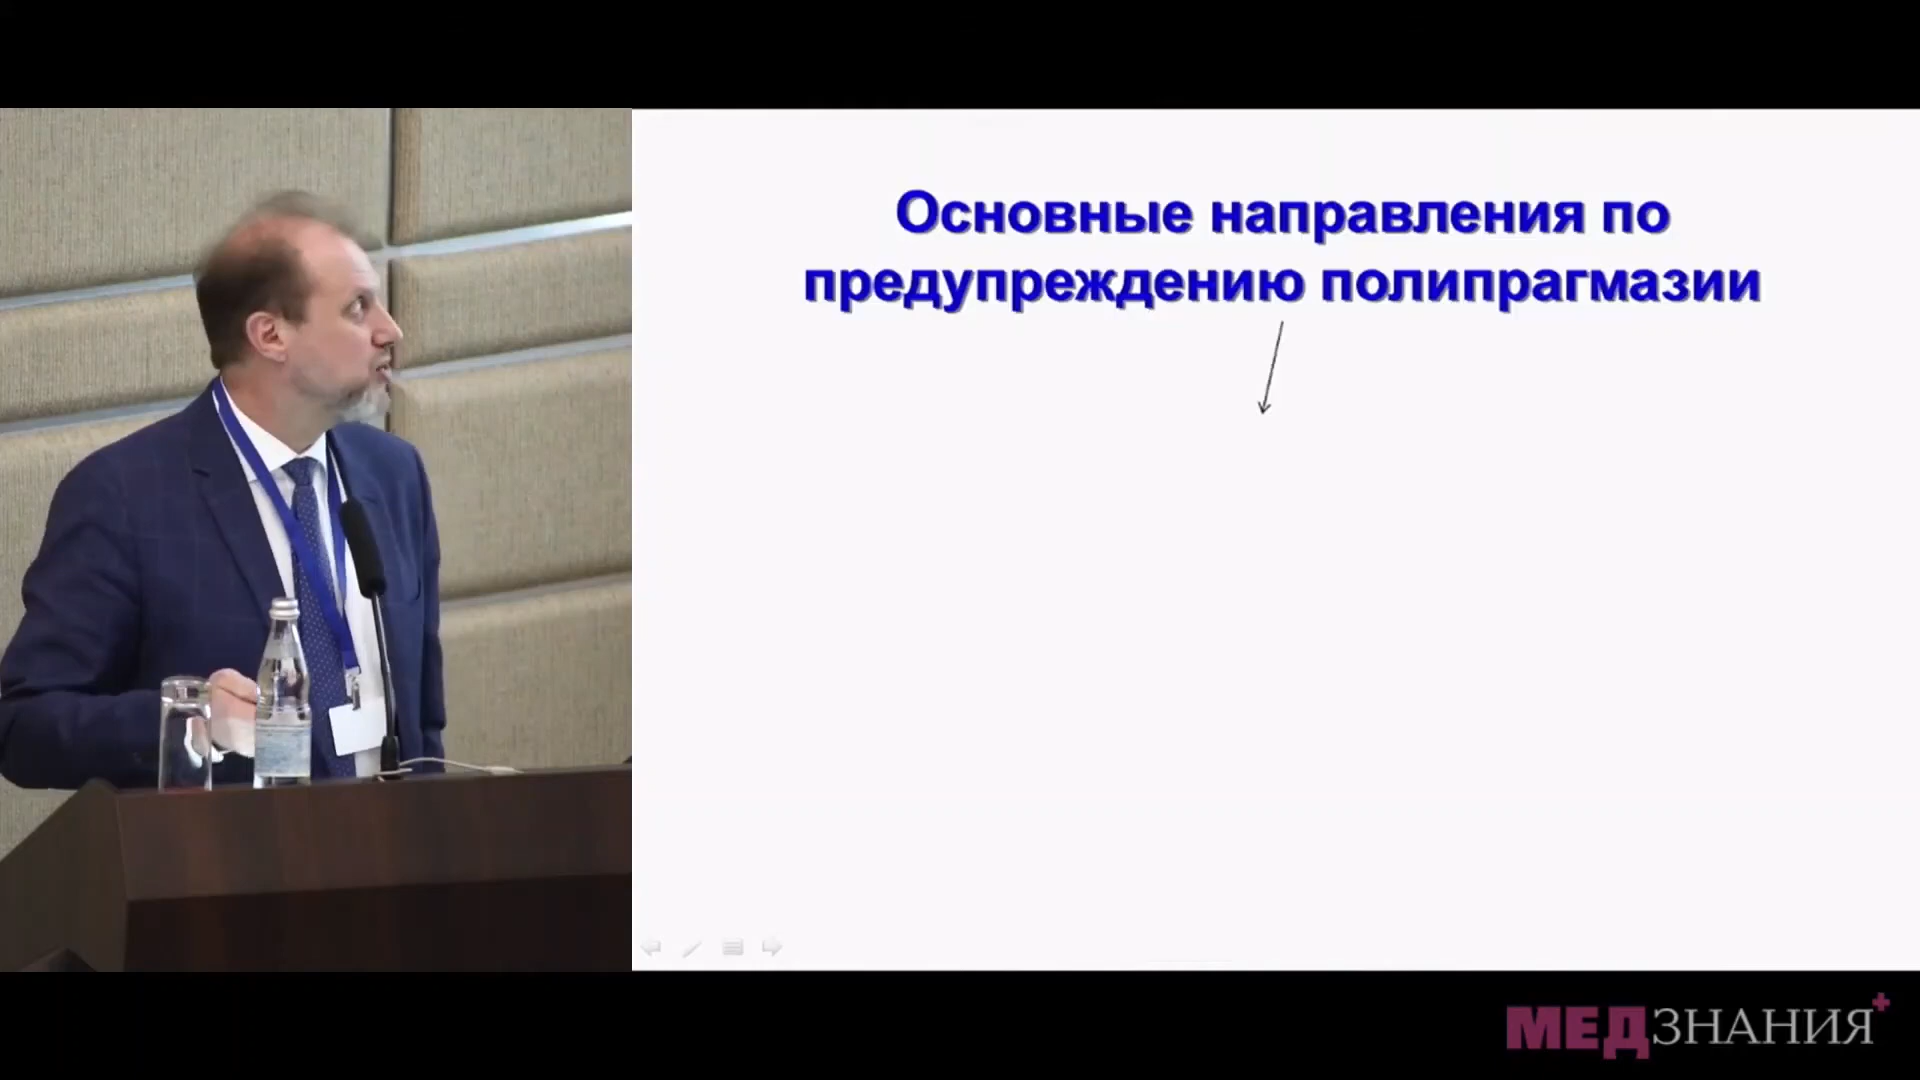 Основные направления по
предупреждению полипрагмазии
МЕДЗНАНИЯ+